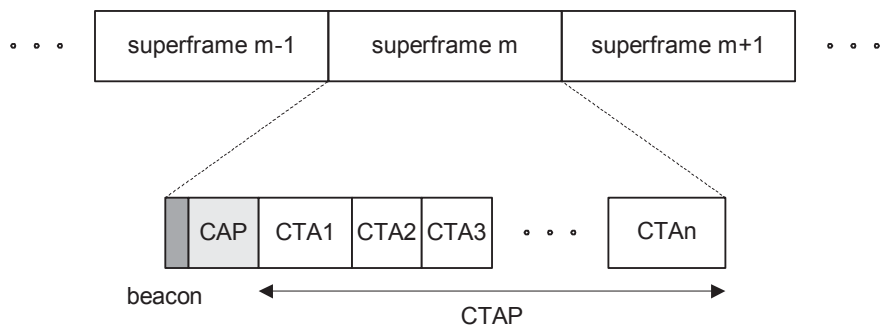 superframe m-1 superframe m superframe m+1
CAP CTA1 CTA2 CTA3 CTAn
beacon
CTAP